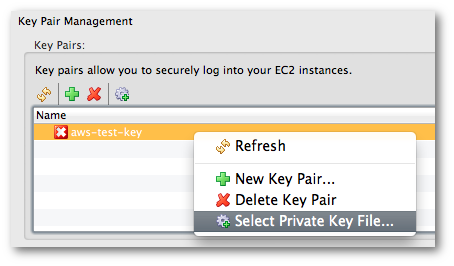 Key Pair Management
Key Pairs:
Key pairs allow you to securely log into your EC2 instances.
Name
aws-test-key
Refresh
New Key Pair...
Delete Key Pair
Select Private Key File...